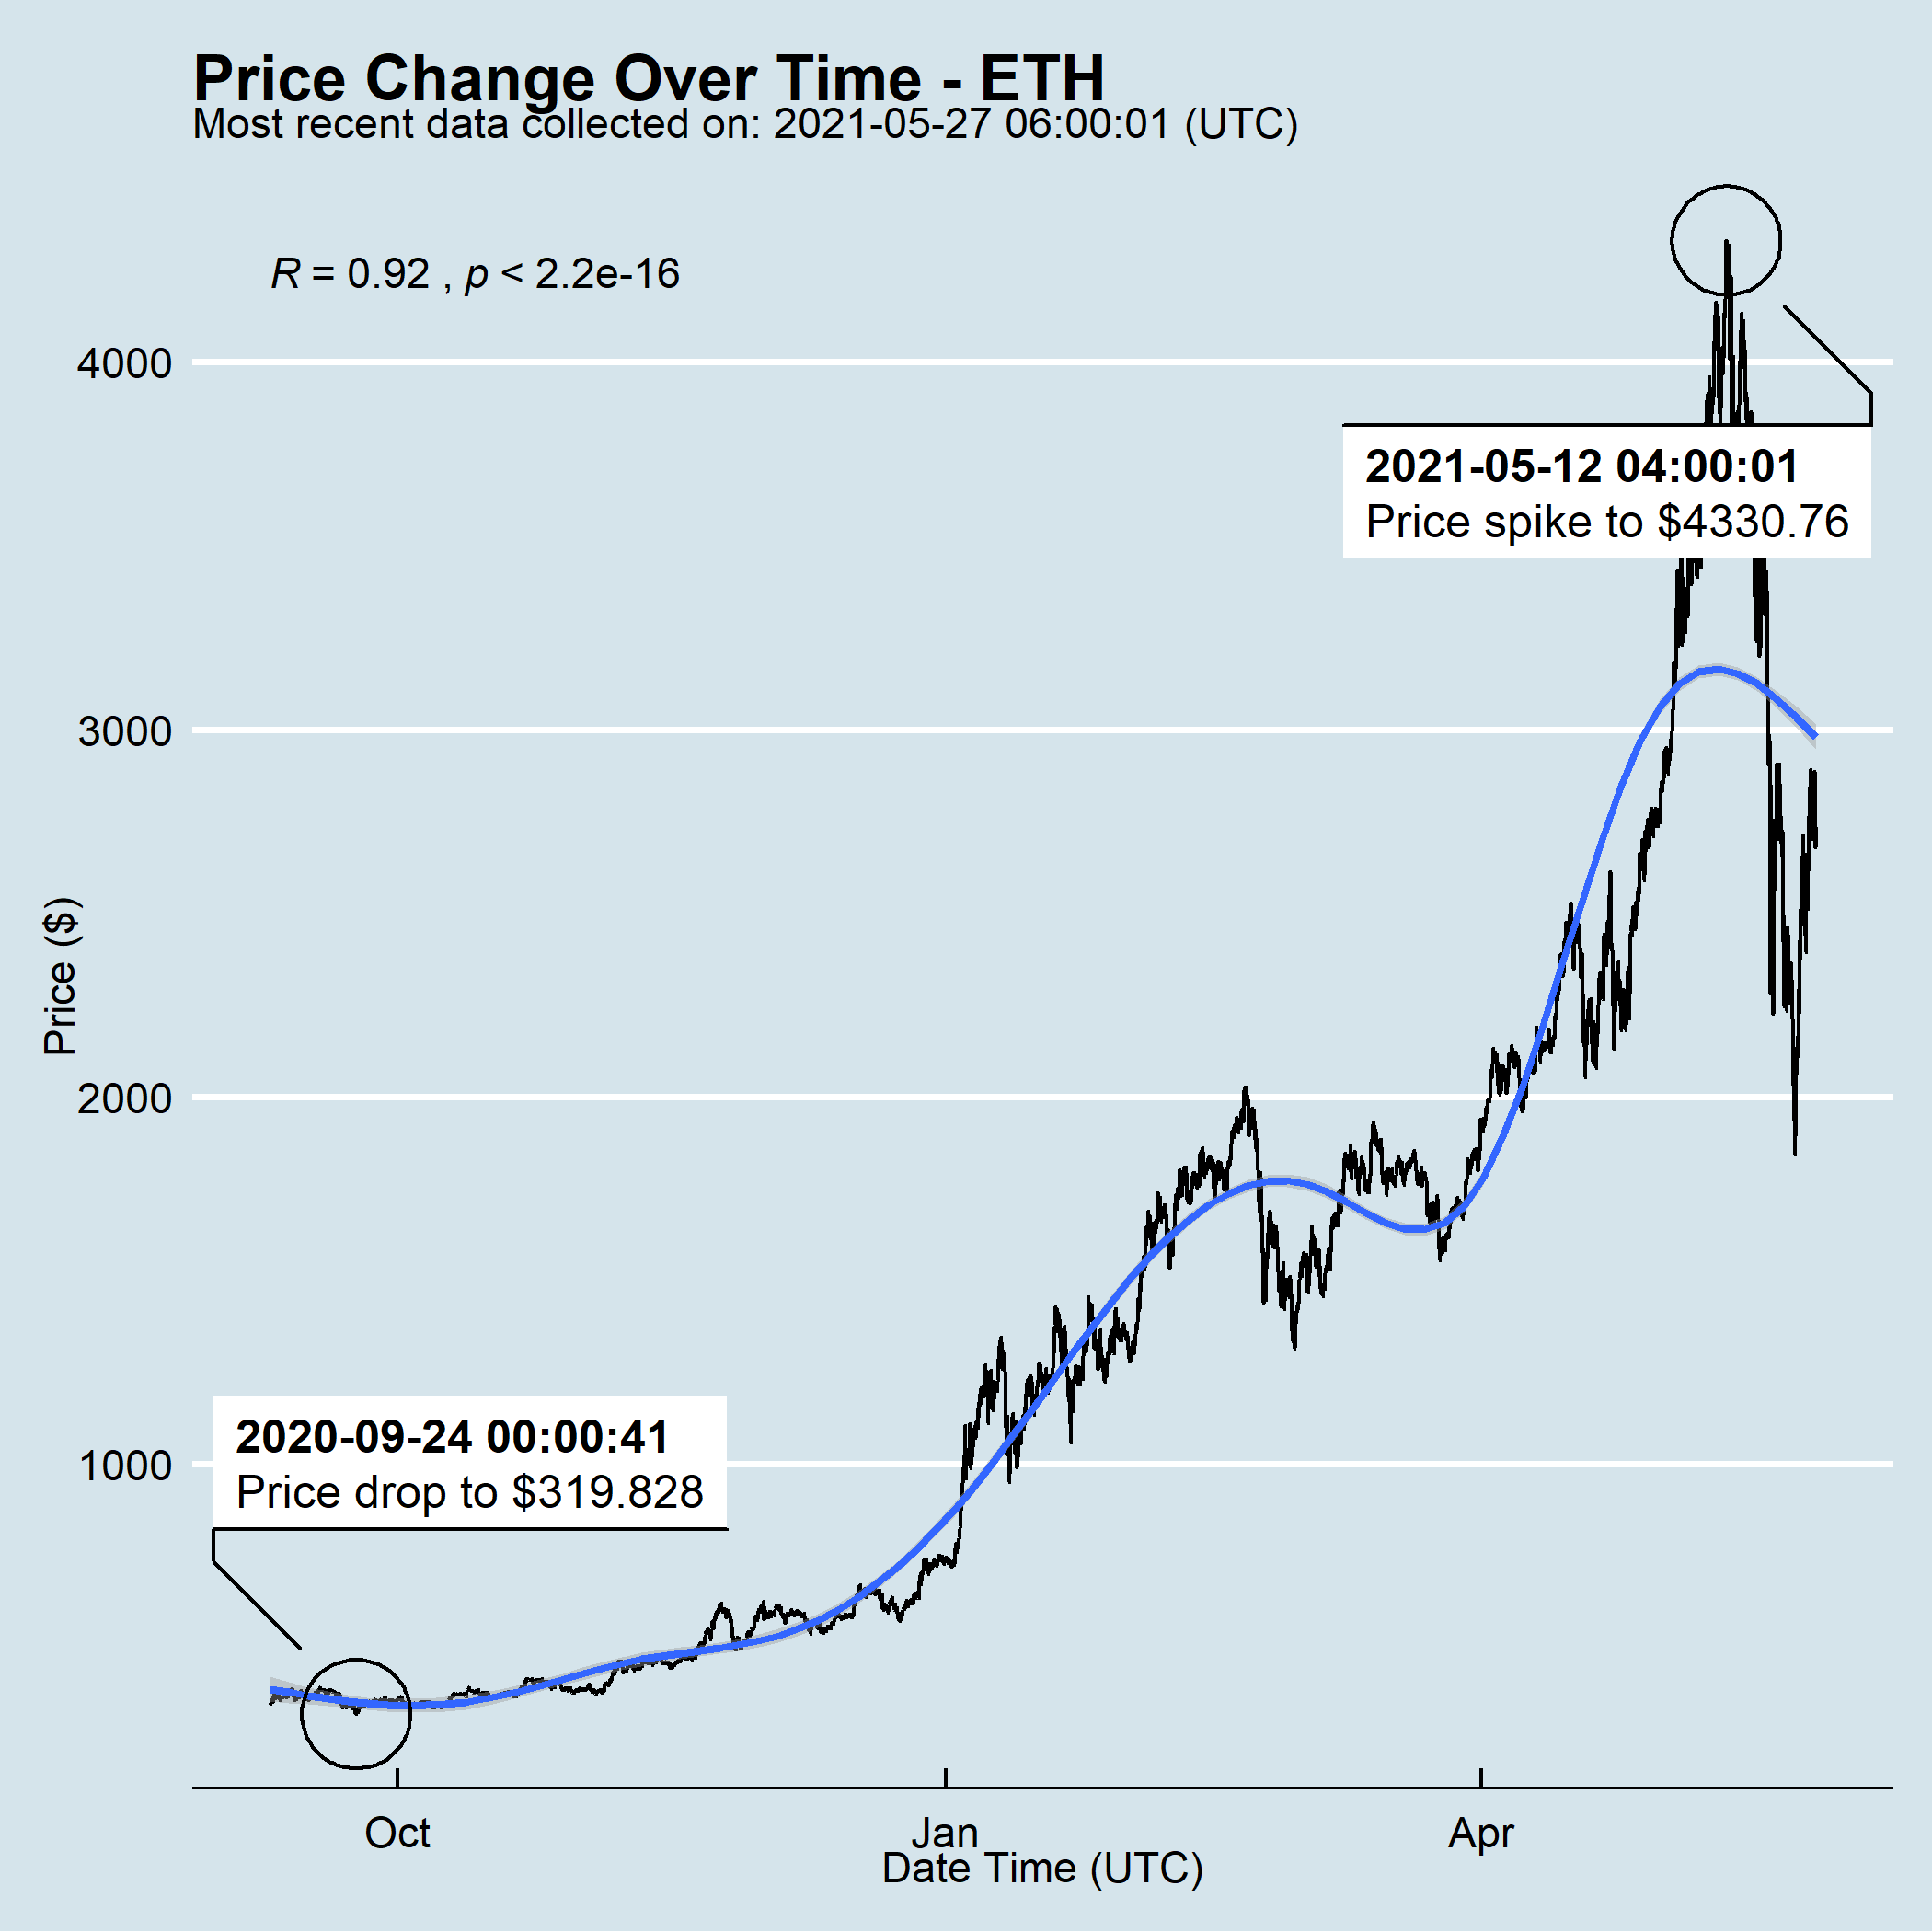 Price Change Over Time - ETH
Most recent data collected on: 2021-05-27 06:00:01 (UTC)
R = 0.92 , p < 2.2e-16
4000
2021-05-12 04:00:01
Price spike to $4330.76
3000
Price ($)
2000
2020-09-24 00:00:41
1000
Price drop to $319.828
Oct
Jan
Apr
Date Time (UTC)